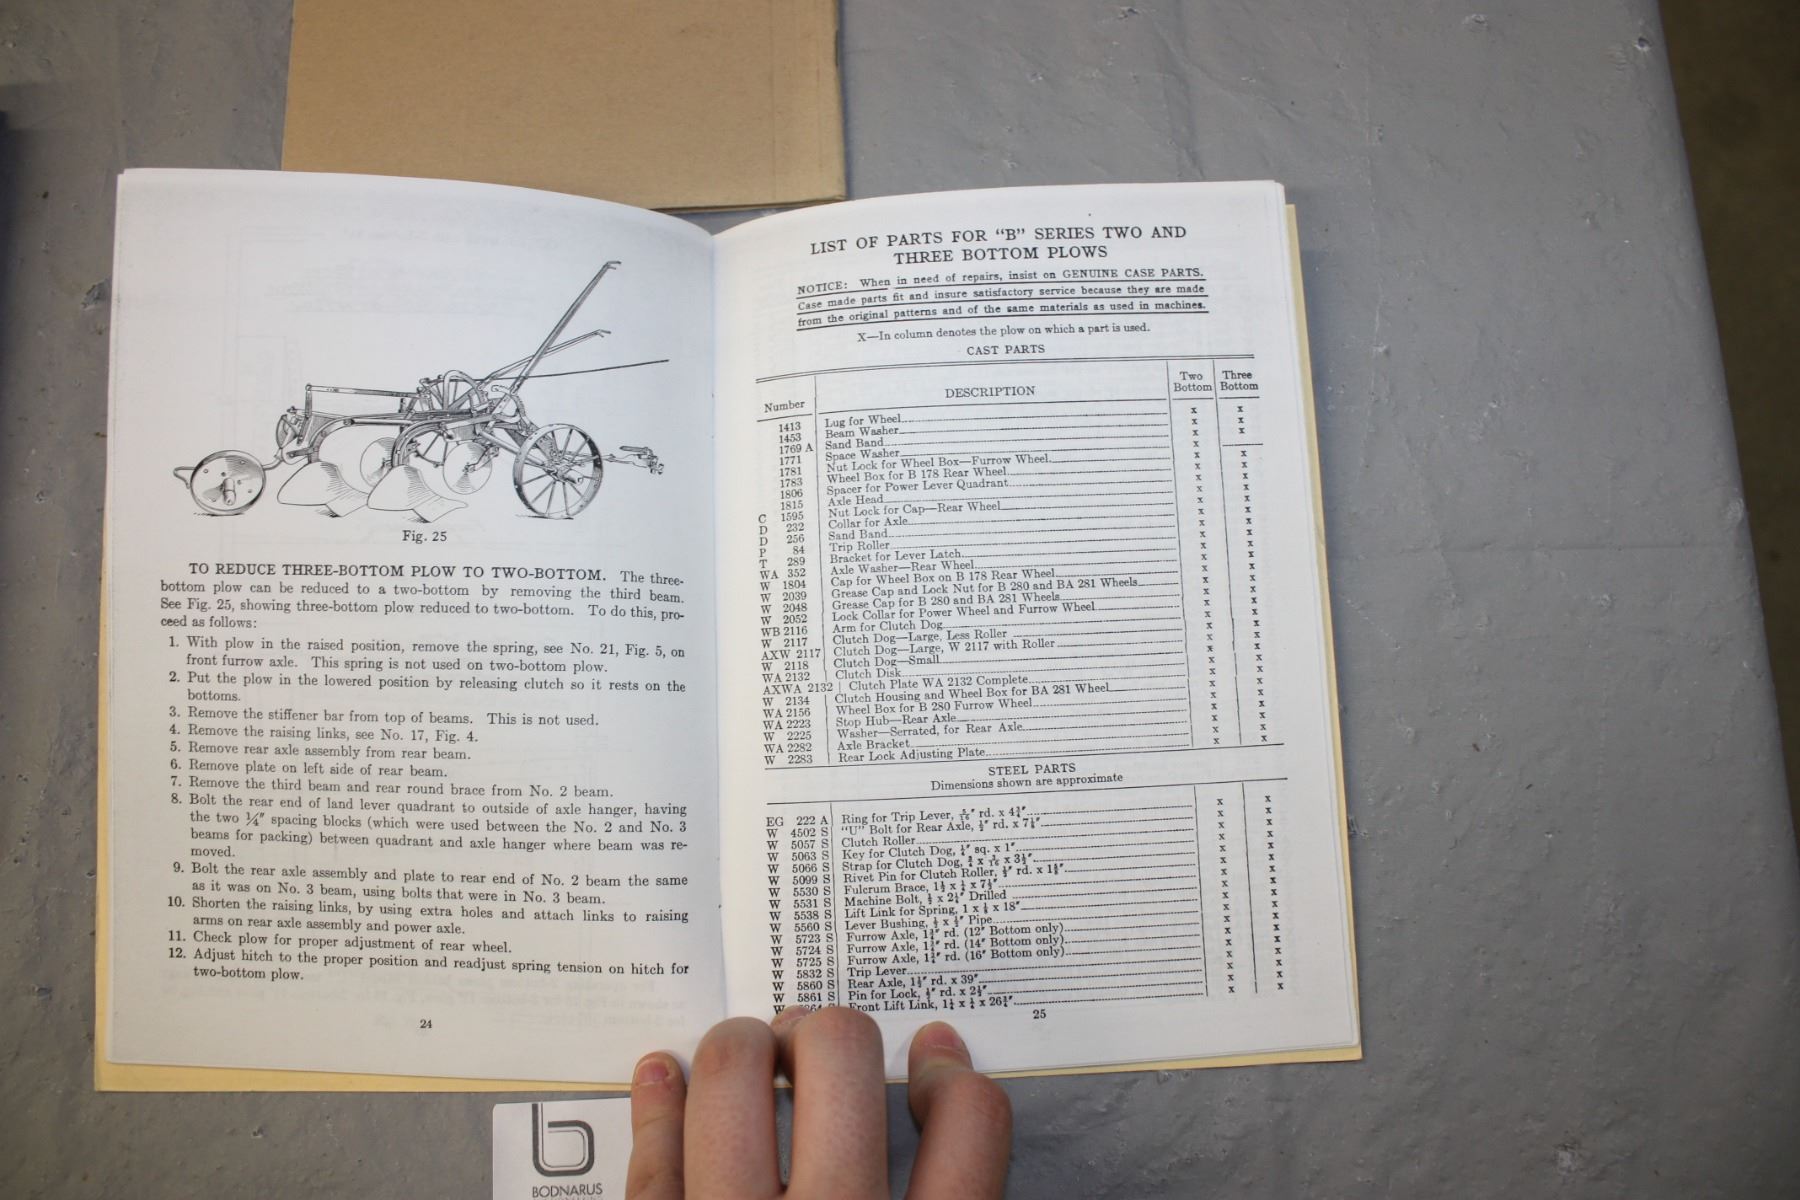 Fig. 25
TO REDUCE THREE-BOTTOM PLOW TO TWO-BOTTOM. The three-
bottom plow can be reduced to a two-bottom by removing the third beam.
See Fig. 25, showing three-bottom plow reduced to two-bottom. To do this, pro-
ceed as follows:
1. With plow in the raised position, remove the spring, see No. 21, Fig. 5, on
front furrow axle. This spring is not used on two-bottom plow.
2. Put the plow in the lowered position by releasing clutch so it rests on the
bottoms.
3. Remove the stiffener bar from top of beams. This is not used.
4. Remove the raising links, see No. 17, Fig. 4.
5. Remove rear axle assembly from rear beam.
6. Remove plate on left side of rear beam.
7. Remove the third beam and rear round brace from No. 2 beam.
8. Bolt the rear end of land lever quadrant to outside of axle hanger, having
the two ¼" spacing blocks (which were used between the No. 2 and No. 3
beams for packing) between quadrant and axle hanger where beam was re-
moved.
9. Bolt the rear axle assembly and plate to rear end of No. 2 beam the same
as it was on No. 3 beam, using bolts that were in No. 3 beam.
10. Shorten the raising links, by using extra holes and attach links to raising
arms on rear axle assembly and power axle.
11. Check plow for proper adjustment of rear wheel.
12. Adjust hitch to the proper position and readjust spring tension on hitch for
two-bottom plow.
24
LIST OF PARTS FOR "B" SERIES TWO AND
THREE BOTTOM PLOWS
NOTICE: When in need of repairs, insist on GENUINE CASE PARTS.
Case made parts fit and insure satisfactory service because they are made
from the original patterns and of the same materials as used in machines.
X—In column denotes the plow on which a part is used.
CAST PARTS
Number DESCRIPTION Two Bottom Three Bottom
1413 Lug for Wheel x x
1453 Beam Washer x x
1769 A Sand Band x x
1771 Space Washer x
1781 Nut Lock for Wheel Box—Furrow Wheel x x
1783 Wheel Box for B 178 Rear Wheel x x
1806 Spacer for Power Lever Quadrant x x
1815 Axle Head x x
C 1595 Nut Lock for Cap—Rear Wheel x x
D 232 Collar for Axle x x
D 256 Sand Band x x
P 84 Trip Roller x x
T 289 Bracket for Lever Latch x x
WA 352 Axle Washer—Rear Wheel x x
W 1804 Cap for Wheel Box on B 178 Rear Wheel x x
W 2039 Grease Cap and Lock Nut for B 280 and BA 281 Wheels x x
W 2048 Grease Cap for B 280 and BA 281 Wheels x x
W 2052 Lock Collar for Power Wheel and Furrow Wheel x x
WB 2116 Arm for Clutch Dog x x
W 2117 Clutch Dog—Large, Less Roller x x
AXW 2117 Clutch Dog—Large, W 2117 with Roller x x
W 2118 Clutch Dog—Small x x
WA 2132 Clutch Disk x x
AXWA 2132 Clutch Plate WA 2132 Complete x x
W 2134 Clutch Housing and Wheel Box for BA 281 Wheel x x
WA 2156 Wheel Box for B 280 Furrow Wheel x x
WA 2223 Stop Hub—Rear Axle x x
W 2225 Washer—Serrated, for Rear Axle x x
WA 2282 Axle Bracket x x
W 2283 Rear Lock Adjusting Plate x x
STEEL PARTS
Dimensions shown are approximate
EG 222 A Ring for Trip Lever, rd. x x x
W 4502 S "U" Bolt for Rear Axle, rd. x x x
W 5057 S Clutch Roller x x
W 5063 S Key for Clutch Dog, sq. x 1" x x
W 5066 S Strap for Clutch Dog, x x
W 5099 S Rivet Pin for Clutch Roller, rd. x x x
W 5530 S Fulcrum Brace, x x
W 5531 S Machine Bolt, Drilled x x
W 5538 S Lift Link for Spring, 18" x x
W 5560 S Lever Bushing, Pipe x x
W 5723 S Furrow Axle, rd. (12" Bottom only) x x
W 5724 S Furrow Axle, rd. (14" Bottom only) x x
W 5725 S Furrow Axle, rd. (16" Bottom only) x x
W 5832 S Trip Lever x x
W 5860 S Rear Axle, rd. x 39" x x
W 5861 S Pin for Lock, rd. x x x
W Front Lift Link, x x
25
BODNARUS